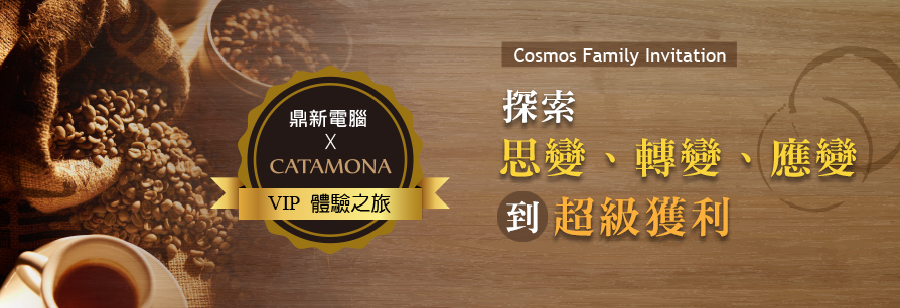 鼎新電腦
X
CATAMONA
VIP 體驗之旅
Cosmos Family Invitation
探索
思變、轉變、應變
到 超級獲利